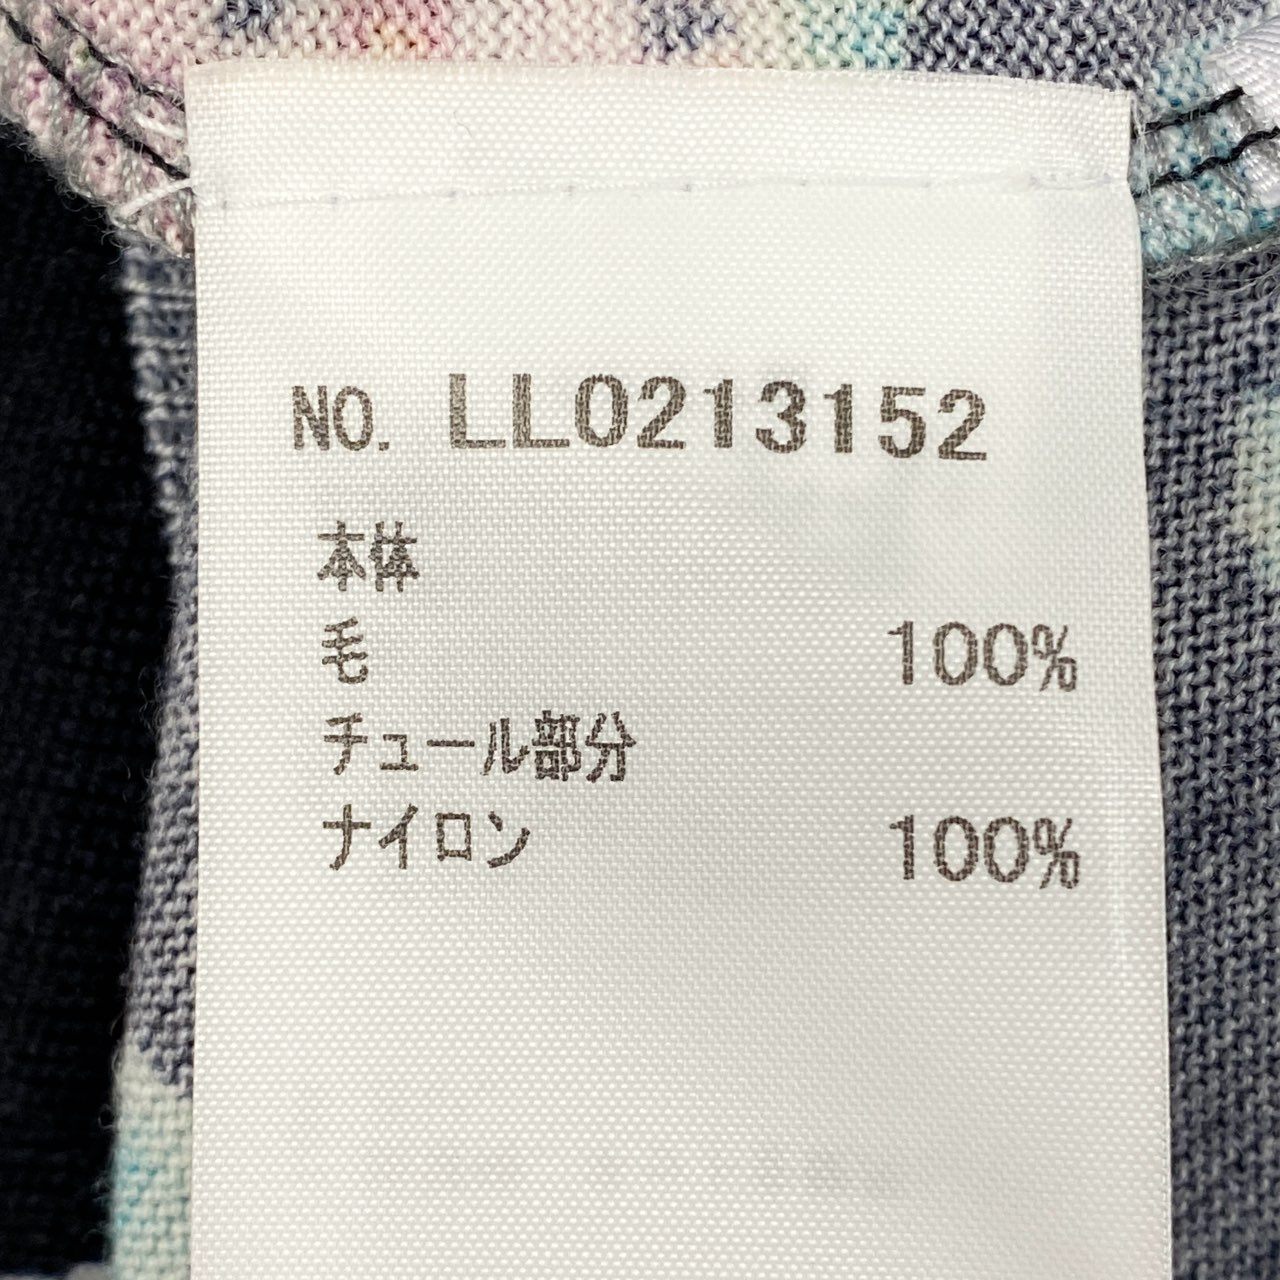 NO. LL0213152
本体
毛 100%
チュール部分
ナイロン 100%